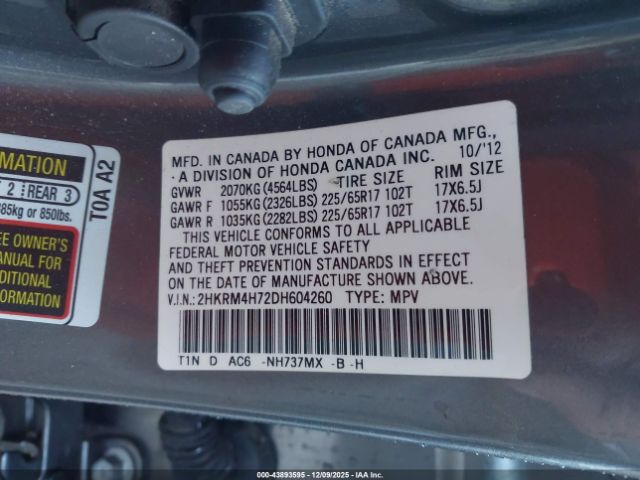 MFD. IN CANADA BY HONDA OF CANADA MFG.,
· A DIVISION OF HONDA CANADA INC. 10/'12
GVWR 2070KG (4564LBS) TIRE SIZE RIM SIZE
GAWR F 1055KG (2326LBS) 225/65R17 102T 17X6.5J
GAWR R 1035KG (2282LBS) 225/65R17 102T 17X6.5J
THIS VEHICLE CONFORMS TO ALL APPLICABLE
FEDERAL MOTOR VEHICLE SAFETY
AND THEFT PREVENTION STANDARDS IN EFFECT
ON THE DATE OF MANUFACTURE SHOWN ABOVE.
V.I.N.: 2HKRM4H72DH604260 TYPE: MPV
T1N D AC6 -NH737MX -B -H
MATION
2 REAR 3
385kg or 850lbs.
EE OWNER'S
ANUAL FOR
DDITIONAL
FORMATION
T0A A2
000-43893595 - 12/09/2025 - IAA, Inc.